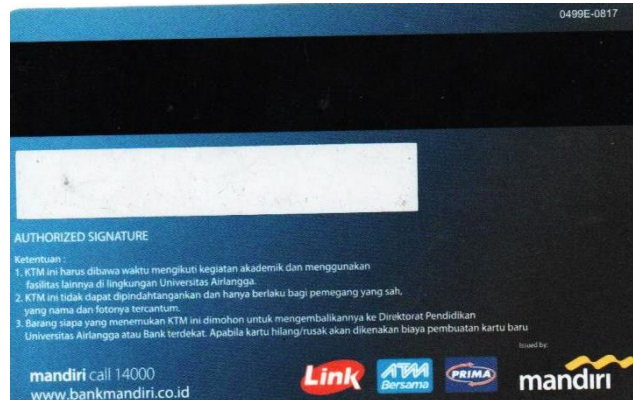 0499E-0817
AUTHORIZED SIGNATURE
Ketentuan :
1. KTM ini harus dibawa waktu mengikuti kegiatan akademik dan menggunakan
fasilitas lainnya di lingkungan Universitas Airlangga.
2. KTM ini tidak dapat dipindahtangankan dan hanya berlaku bagi pemegang yang sah,
yang nama dan fotonya tercantum.
3. Barang siapa yang menemukan KTM ini dimohon untuk mengembalikannya ke Direktorat Pendidikan
Universitas Airlangga atau Bank terdekat. Apabila kartu hilang/rusak akan dikenakan biaya pembuatan kartu baru
Issued by:
mandiri call 14000
www.bankmandiri.co.id
Link
ATM
Bersama
PRIMA
mandiri